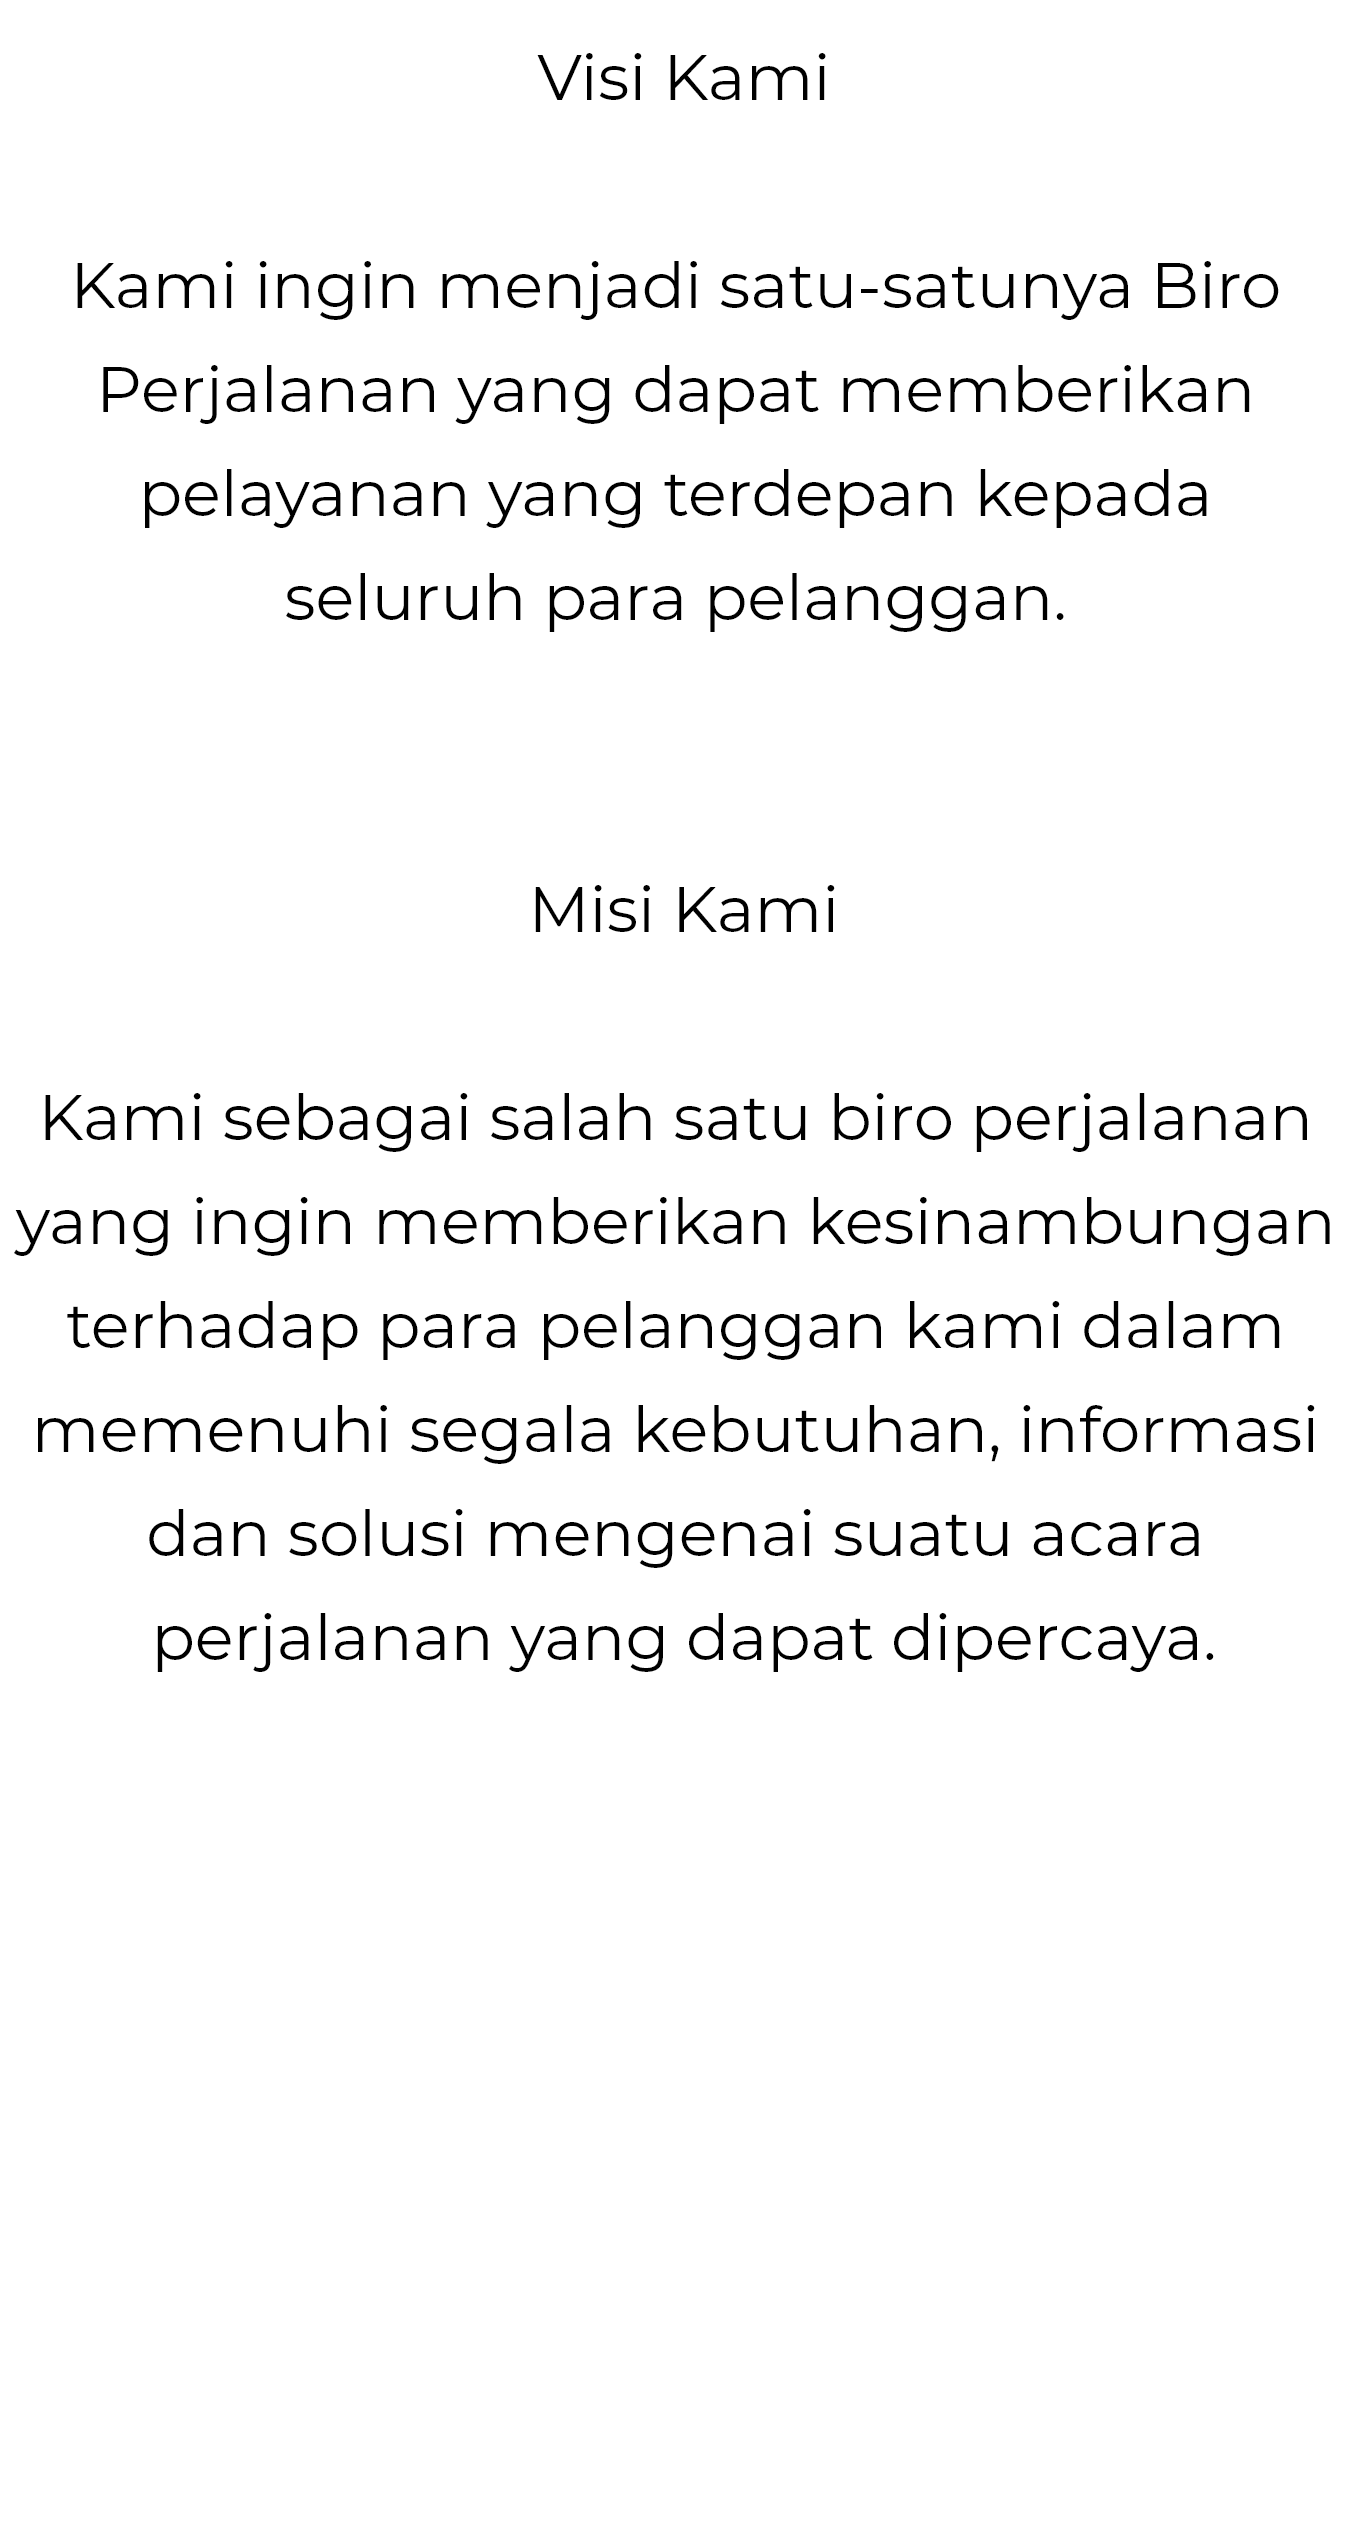 Visi Kami
Kami ingin menjadi satu-satunya Biro
Perjalanan yang dapat memberikan
pelayanan yang terdepan kepada
seluruh para pelanggan.
Misi Kami
Kami sebagai salah satu biro perjalanan
yang ingin memberikan kesinambungan
terhadap para pelanggan kami dalam
memenuhi segala kebutuhan, informasi
dan solusi mengenai suatu acara
perjalanan yang dapat dipercaya.